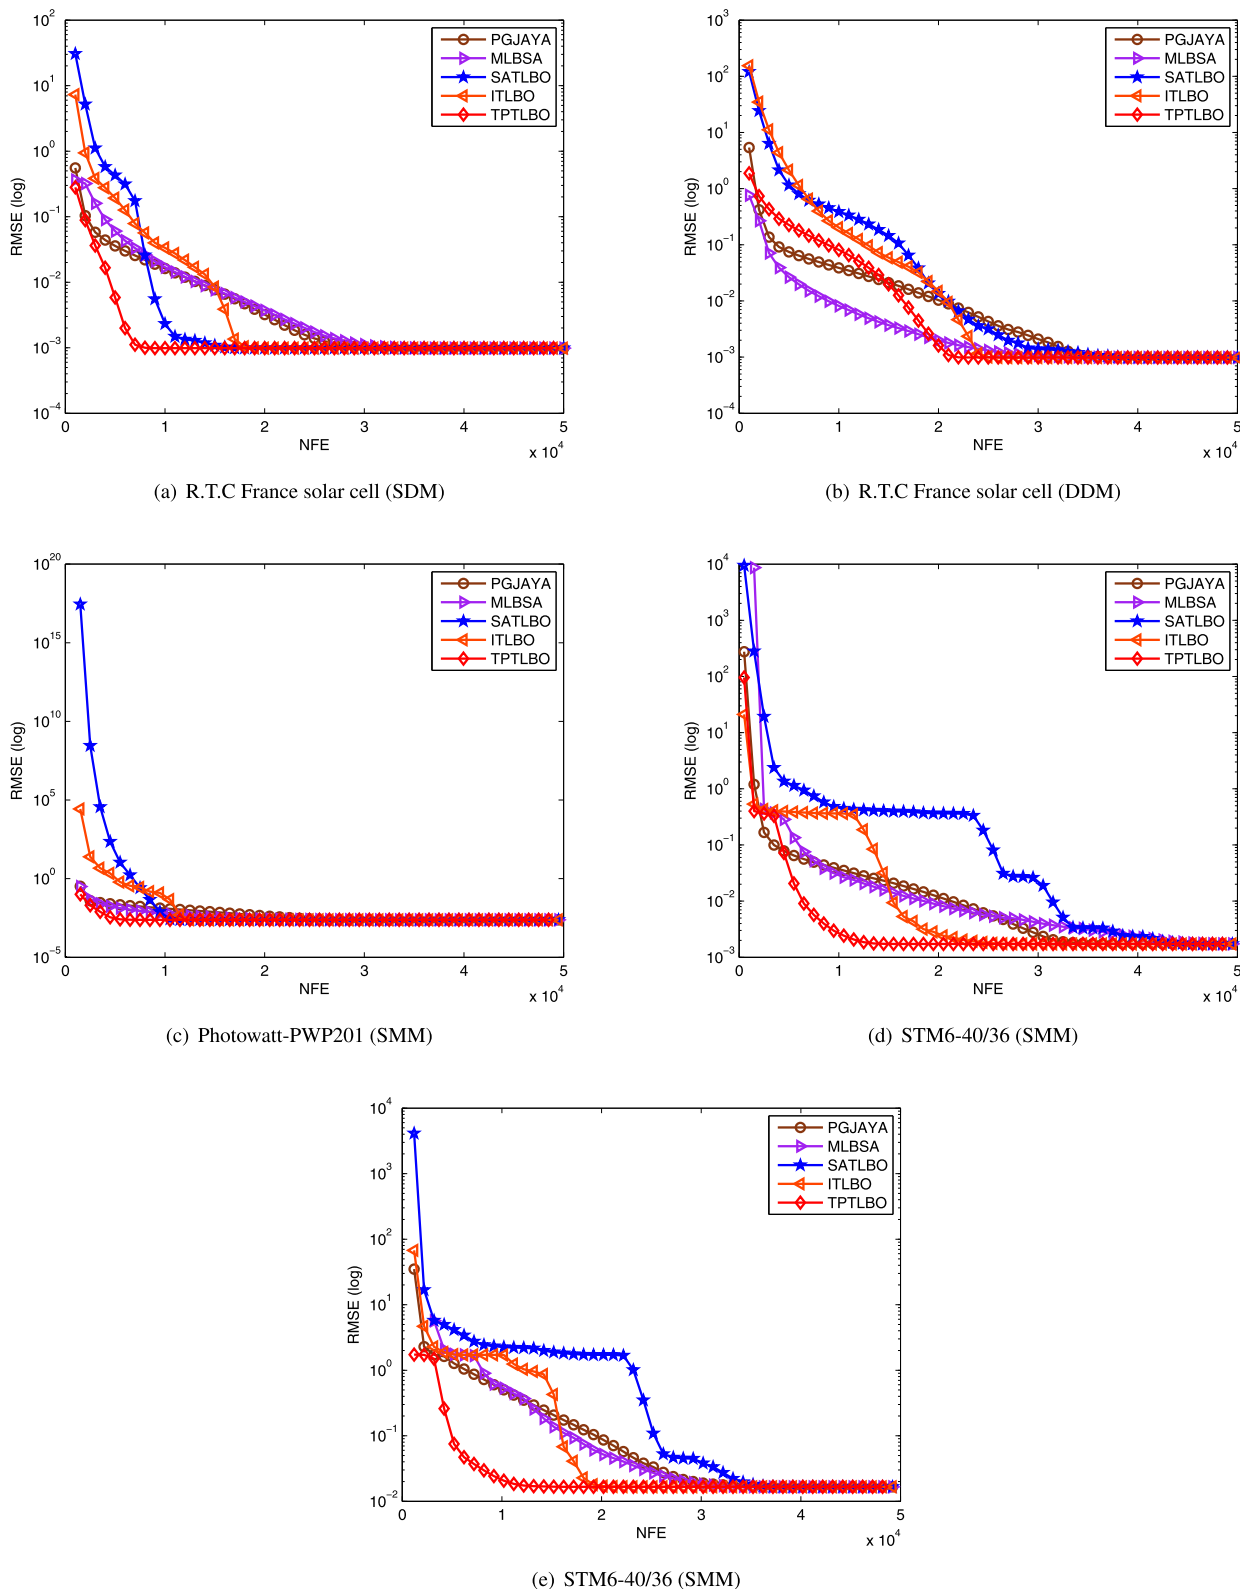 10^2
10^1
10^0
10^-1
10^-2
10^-3
10^-4
RMSE (log)
0 1 2 3 4 5
NFE
x 10^4
PGJAYA
MLBSA
SATLBO
ITLBO
TPTLBO
(a) R.T.C France solar cell (SDM)
10^3
10^2
10^1
10^0
10^-1
10^-2
10^-3
10^-4
RMSE (log)
0 1 2 3 4 5
NFE
x 10^4
PGJAYA
MLBSA
SATLBO
ITLBO
TPTLBO
(b) R.T.C France solar cell (DDM)
10^20
10^15
10^10
10^5
10^0
10^-5
RMSE (log)
0 1 2 3 4 5
NFE
x 10^4
PGJAYA
MLBSA
SATLBO
ITLBO
TPTLBO
(c) Photowatt-PWP201 (SMM)
10^4
10^3
10^2
10^1
10^0
10^-1
10^-2
10^-3
RMSE (log)
0 1 2 3 4 5
NFE
x 10^4
PGJAYA
MLBSA
SATLBO
ITLBO
TPTLBO
(d) STM6-40/36 (SMM)
10^4
10^3
10^2
10^1
10^0
10^-1
10^-2
RMSE (log)
0 1 2 3 4 5
NFE
x 10^4
PGJAYA
MLBSA
SATLBO
ITLBO
TPTLBO
(e) STM6-40/36 (SMM)